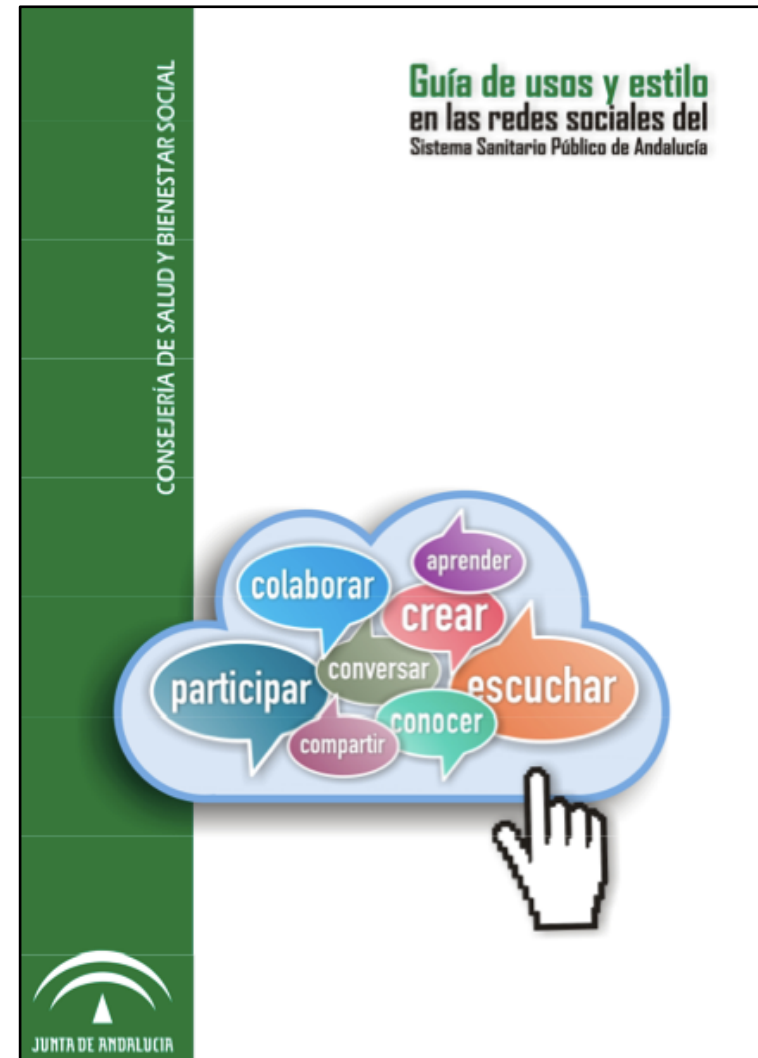 Guía de usos y estilo
en las redes sociales del
Sistema Sanitario Público de Andalucía
CONSEJERÍA DE SALUD Y BIENESTAR SOCIAL
aprender
colaborar
crear
conversar
participar
escuchar
conocer
compartir
JUNTA DE ANDALUCIA